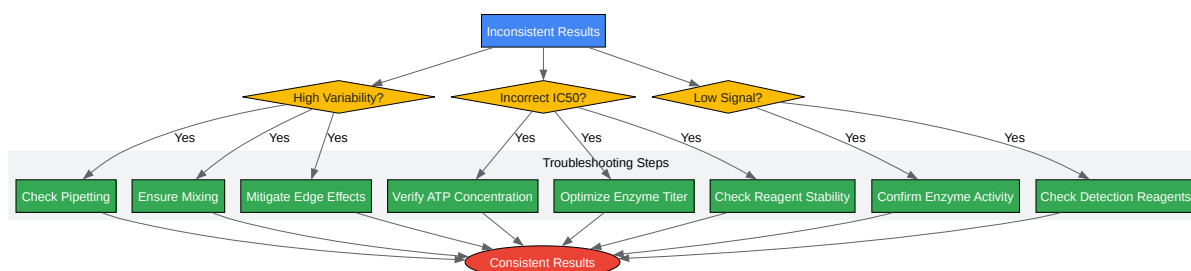 Inconsistent Results
High Variability?
Incorrect IC50?
Low Signal?
Yes
Yes
Yes
Yes
Yes
Yes
Yes
Yes
Troubleshooting Steps
Check Pipetting
Ensure Mixing
Mitigate Edge Effects
Verify ATP Concentration
Optimize Enzyme Titer
Check Reagent Stability
Confirm Enzyme Activity
Check Detection Reagents
Consistent Results